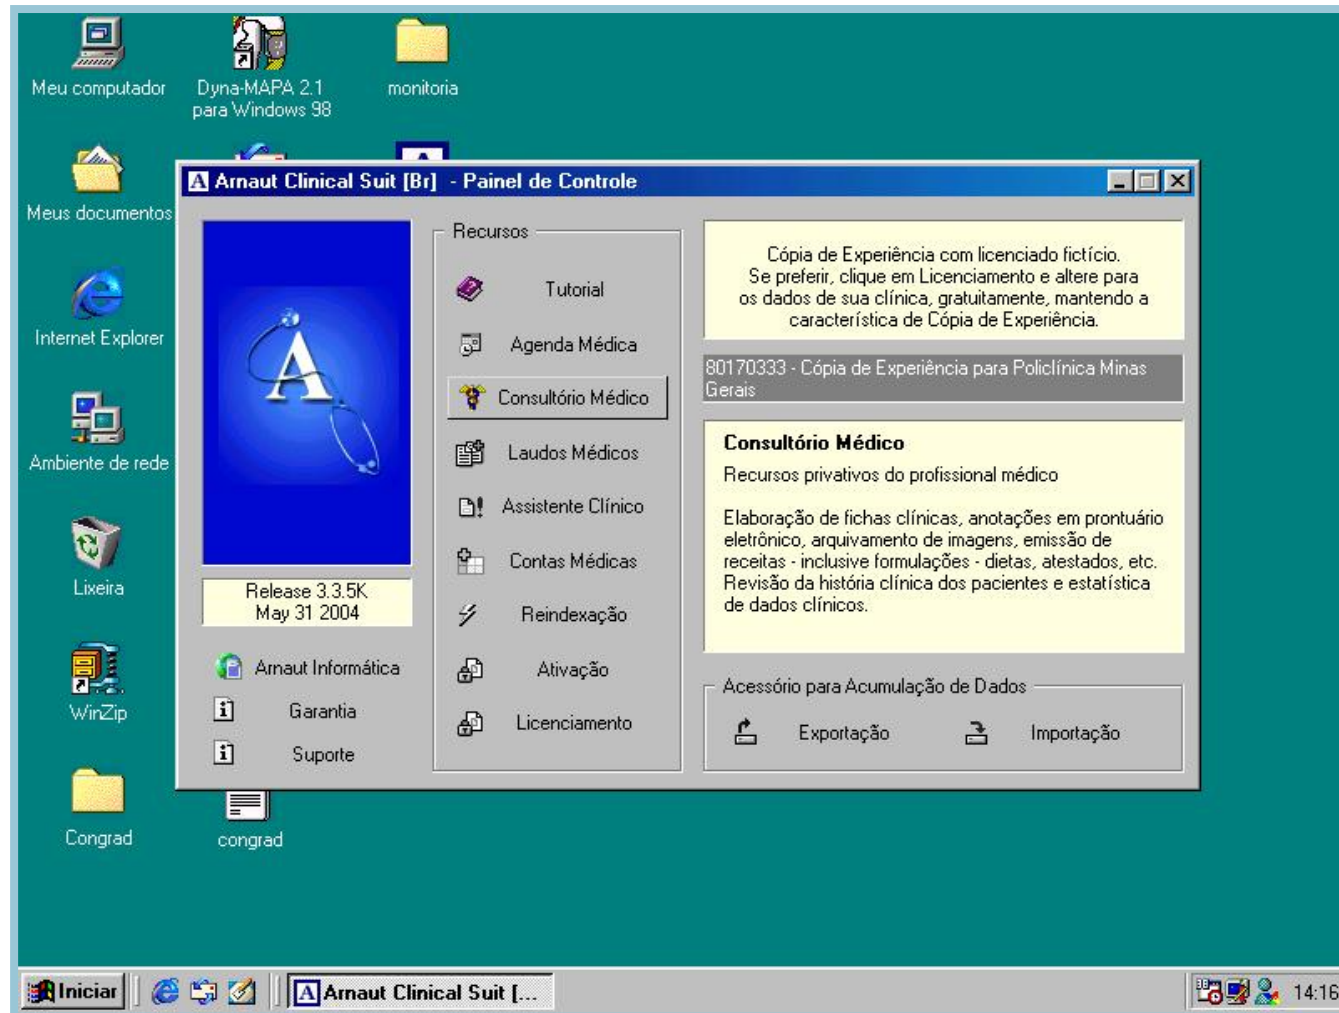 Meu computador
Dyna-MAPA 2.1
para Windows 98
monitoria
Meus documentos
Internet Explorer
Ambiente de rede
Lixeira
WinZip
Congrad
congrad
A Arnaut Clinical Suit [Br] - Painel de Controle
A
Release 3.3.5K
May 31 2004
Arnaut Informática
Garantia
Suporte
Recursos
Tutorial
Agenda Médica
Consultório Médico
Laudos Médicos
Assistente Clínico
Contas Médicas
Reindexação
Ativação
Licenciamento
Cópia de Experiência com licenciado fictício.
Se preferir, clique em Licenciamento e altere para
os dados de sua clínica, gratuitamente, mantendo a
característica de Cópia de Experiência.
80170333 - Cópia de Experiência para Policlínica Minas
Gerais
Consultório Médico
Recursos privativos do profissional médico
Elaboração de fichas clínicas, anotações em prontuário
eletrônico, arquivamento de imagens, emissão de
receitas - inclusive formulações - dietas, atestados, etc.
Revisão da história clínica dos pacientes e estatística
de dados clínicos.
Acessório para Acumulação de Dados
Exportação
Importação
Iniciar
A Arnaut Clinical Suit [...
14:16